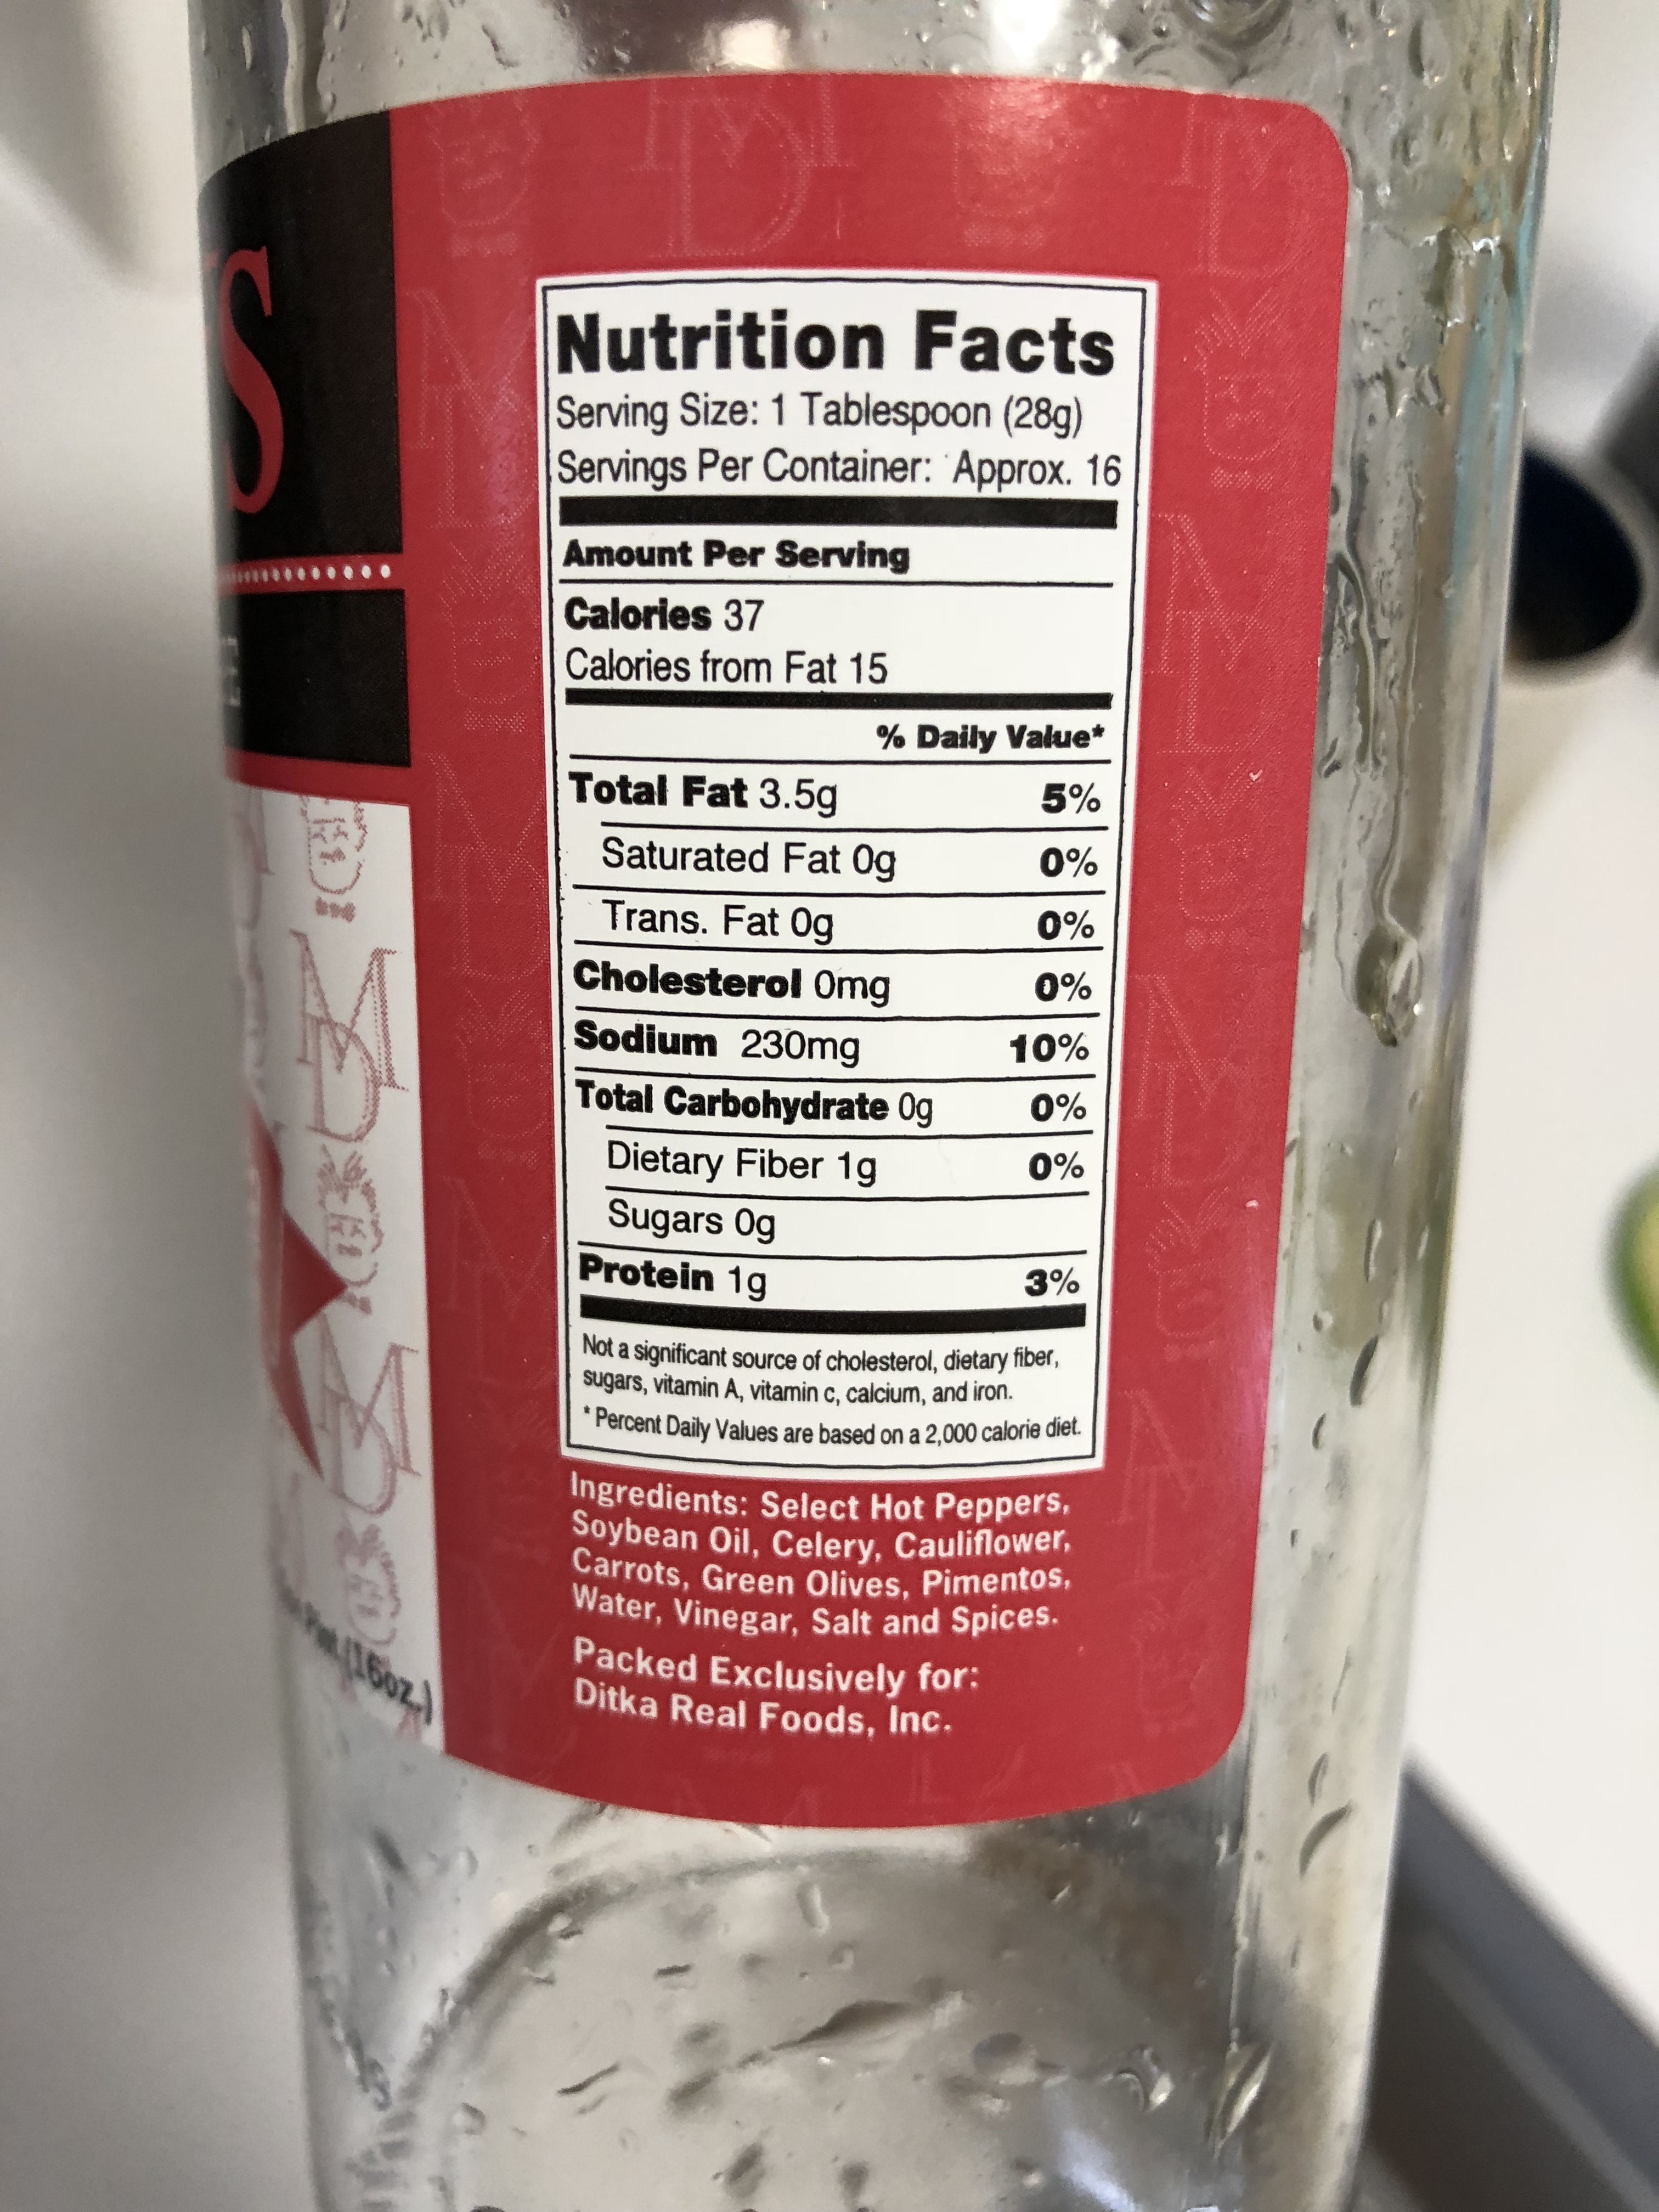 S
Nutrition Facts
Serving Size: 1 Tablespoon (28g)
Servings Per Container: Approx. 16
Amount Per Serving
Calories 37
Calories from Fat 15
% Daily Value*
Total Fat 3.5g 5%
Saturated Fat 0g 0%
Trans. Fat 0g 0%
Cholesterol 0mg 0%
Sodium 230mg 10%
Total Carbohydrate 0g 0%
Dietary Fiber 1g 0%
Sugars 0g
Protein 1g 3%
Not a significant source of cholesterol, dietary fiber,
sugars, vitamin A, vitamin c, calcium, and iron.
* Percent Daily Values are based on a 2,000 calorie diet.
Ingredients: Select Hot Peppers,
Soybean Oil, Celery, Cauliflower,
Carrots, Green Olives, Pimentos,
Water, Vinegar, Salt and Spices.
Packed Exclusively for:
Ditka Real Foods, Inc.
Pint (16oz.)